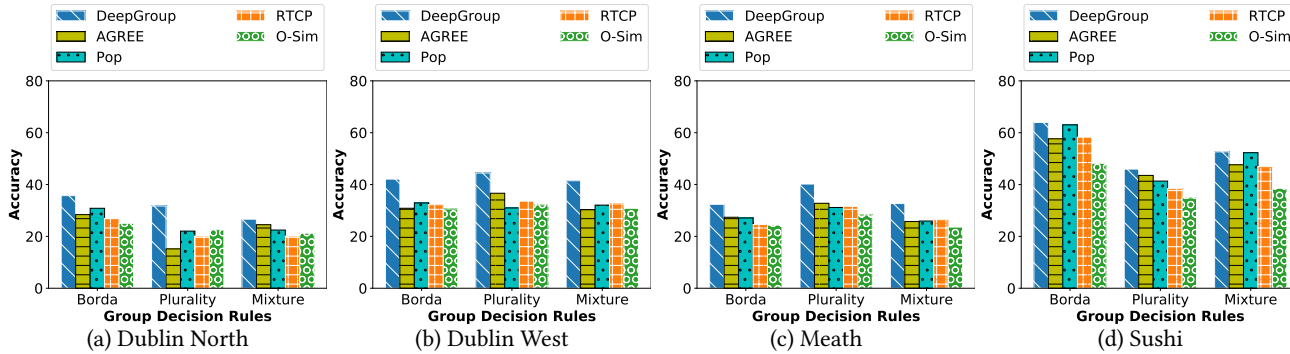 DeepGroup
AGREE
Pop
RTCP
O-Sim
80
60
40
20
0
Accuracy
Borda
Plurality
Mixture
Group Decision Rules
(a) Dublin North
DeepGroup
AGREE
Pop
RTCP
O-Sim
80
60
40
20
0
Accuracy
Borda
Plurality
Mixture
Group Decision Rules
(b) Dublin West
DeepGroup
AGREE
Pop
RTCP
O-Sim
80
60
40
20
0
Accuracy
Borda
Plurality
Mixture
Group Decision Rules
(c) Meath
DeepGroup
AGREE
Pop
RTCP
O-Sim
80
60
40
20
0
Accuracy
Borda
Plurality
Mixture
Group Decision Rules
(d) Sushi